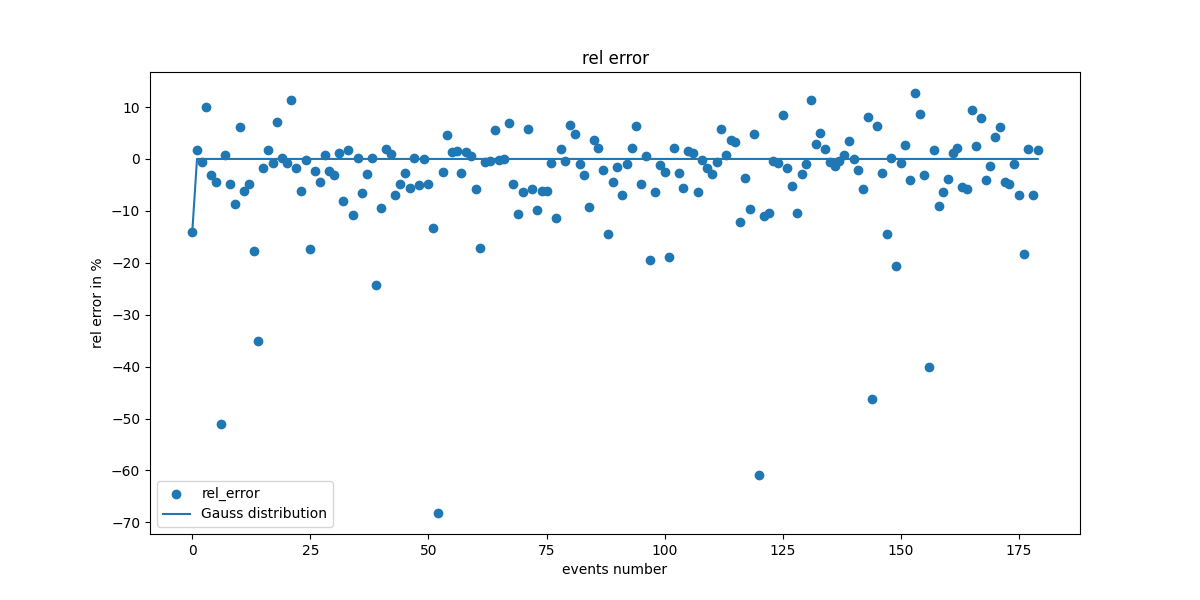 rel error
rel error in %
10
0
−10
−20
−30
−40
−50
−60
−70
rel_error
Gauss distribution
0 25 50 75 100 125 150 175
events number